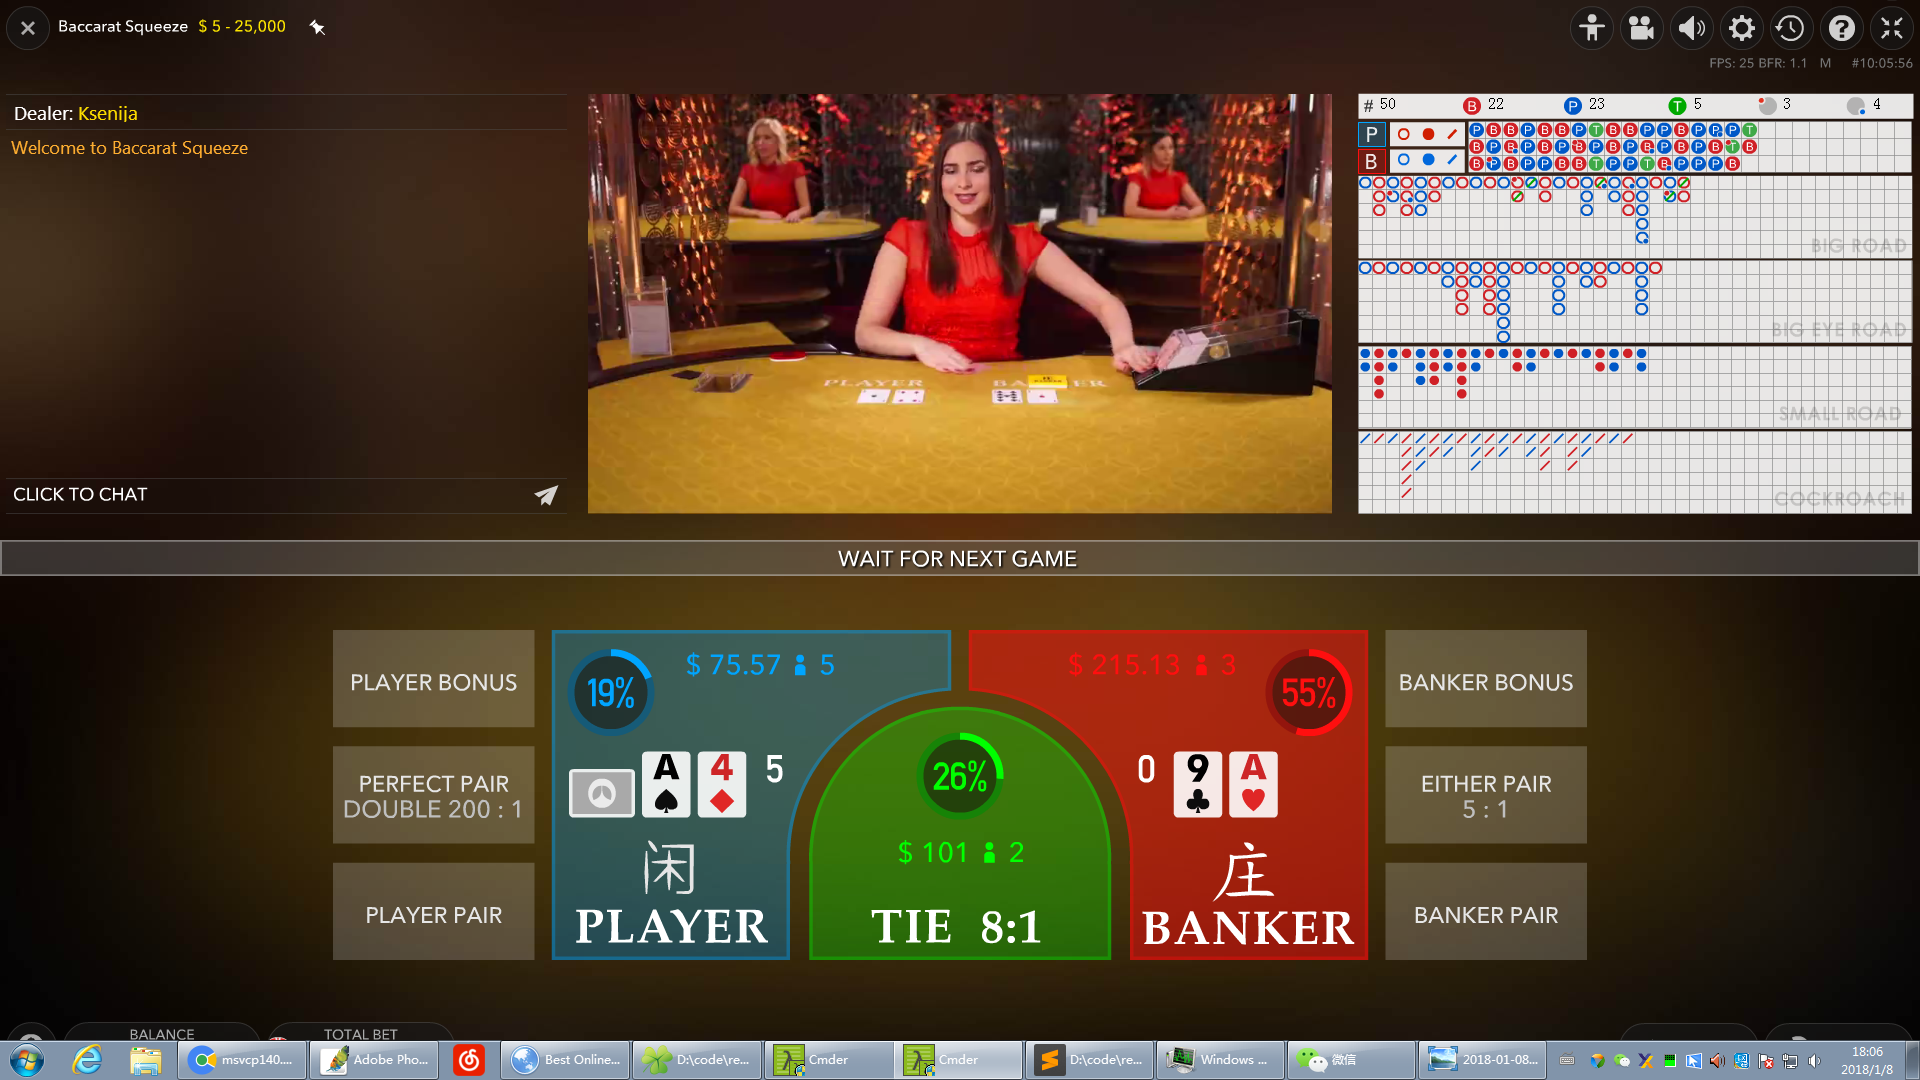 Baccarat Squeeze $ 5 - 25,000
FPS: 25 BFR: 1.1 M #10:05:56
Dealer: Ksenija
Welcome to Baccarat Squeeze
CLICK TO CHAT
PLAYER
# 50 B 22 P 23 T 5 3 4
P
B
P B B P B B P T B B P P B P P P T
BIG ROAD
BIG EYE ROAD
SMALL ROAD
COCKROACH
WAIT FOR NEXT GAME
PLAYER BONUS
PERFECT PAIR
DOUBLE 200 : 1
PLAYER PAIR
19% $ 75.57 5
A 4 5
闲
PLAYER
26%
$ 101 2
TIE 8:1
$ 215.13 3 55%
0 9 A
庄
BANKER
BANKER BONUS
EITHER PAIR
5 : 1
BANKER PAIR
BALANCE
TOTAL BET
msvcp140....
Adobe Pho...
Best Online...
D:\code\re...
Cmder
Cmder
D:\code\re...
Windows ...
微信
2018-01-08...
18:06
2018/1/8